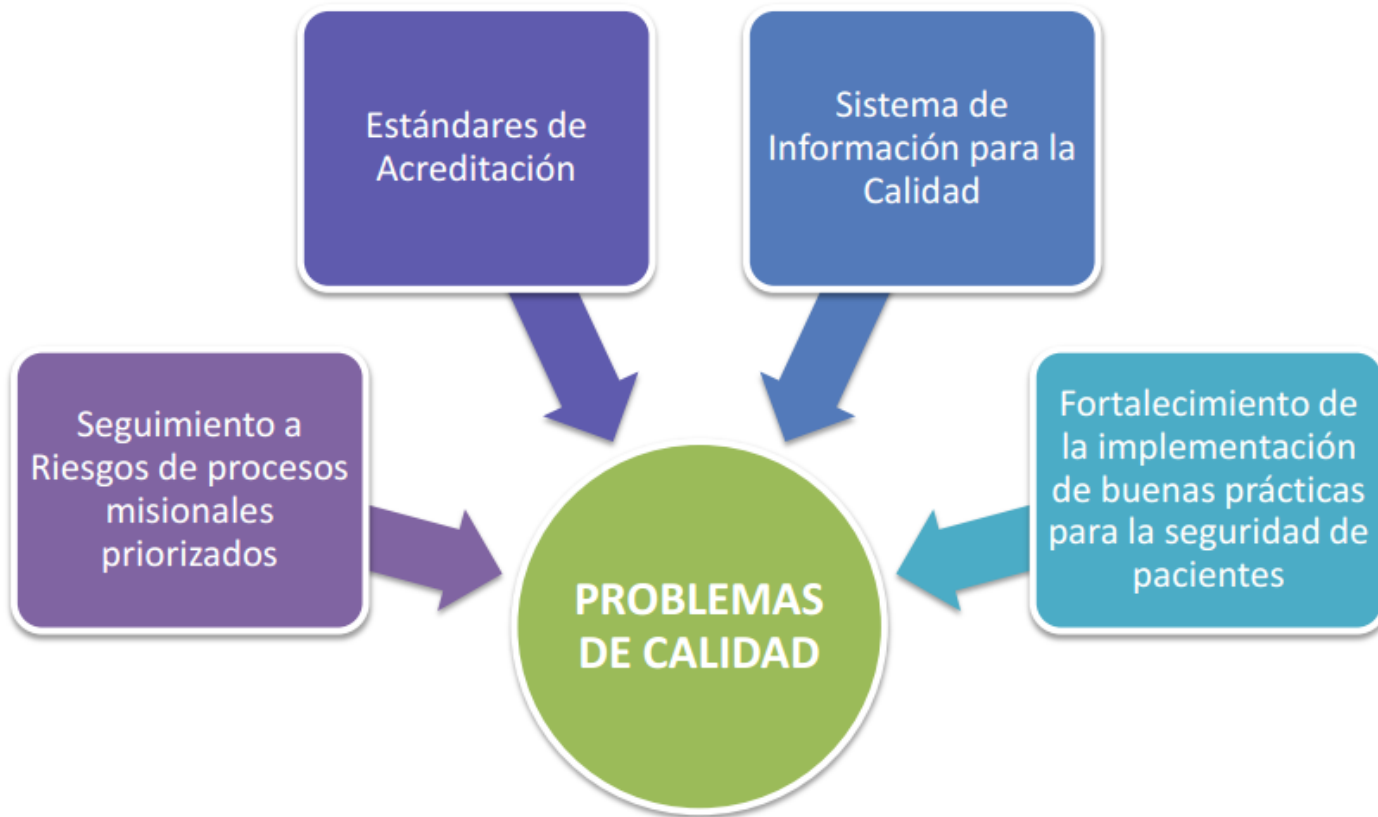 Estándares de
Acreditación
Sistema de
Información para la
Calidad
Seguimiento a
Riesgos de procesos
misionales
priorizados
Fortalecimiento de
la implementación
de buenas prácticas
para la seguridad de
pacientes
PROBLEMAS
DE CALIDAD